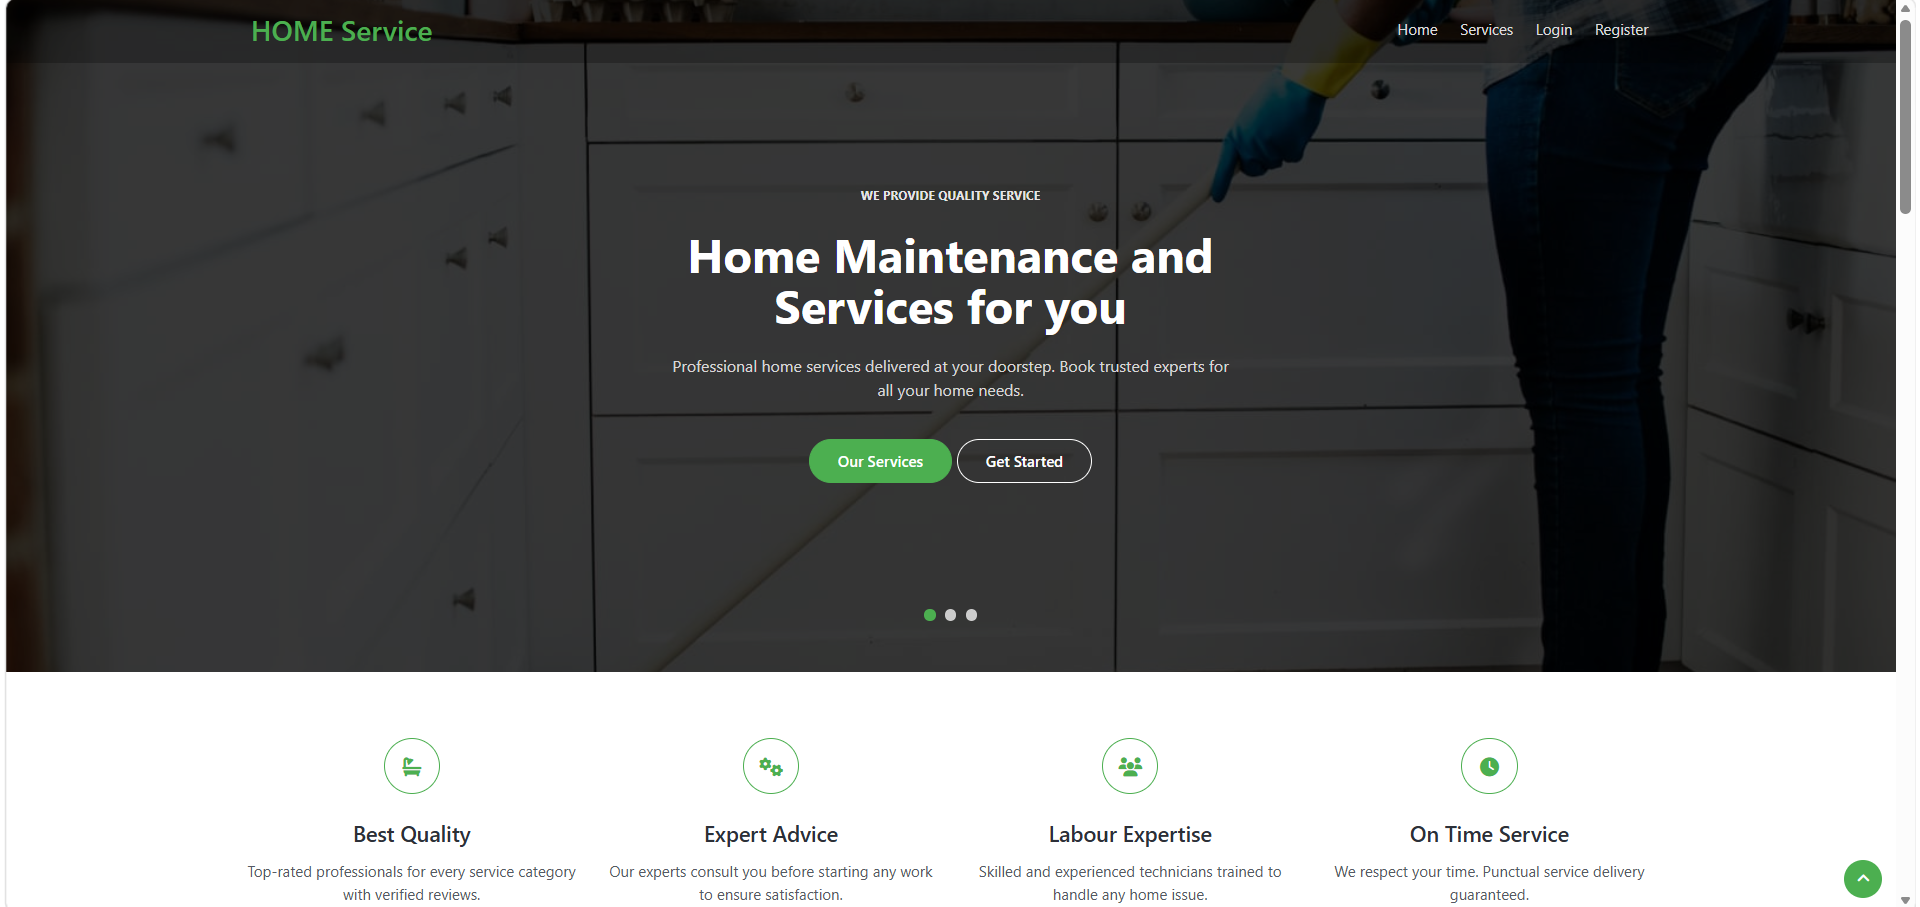 HOME Service
Home Services Login Register
WE PROVIDE QUALITY SERVICE
Home Maintenance and
Services for you
Professional home services delivered at your doorstep. Book trusted experts for
all your home needs.
Our Services
Get Started
Best Quality
Top-rated professionals for every service category
with verified reviews.
Expert Advice
Our experts consult you before starting any work
to ensure satisfaction.
Labour Expertise
Skilled and experienced technicians trained to
handle any home issue.
On Time Service
We respect your time. Punctual service delivery
guaranteed.